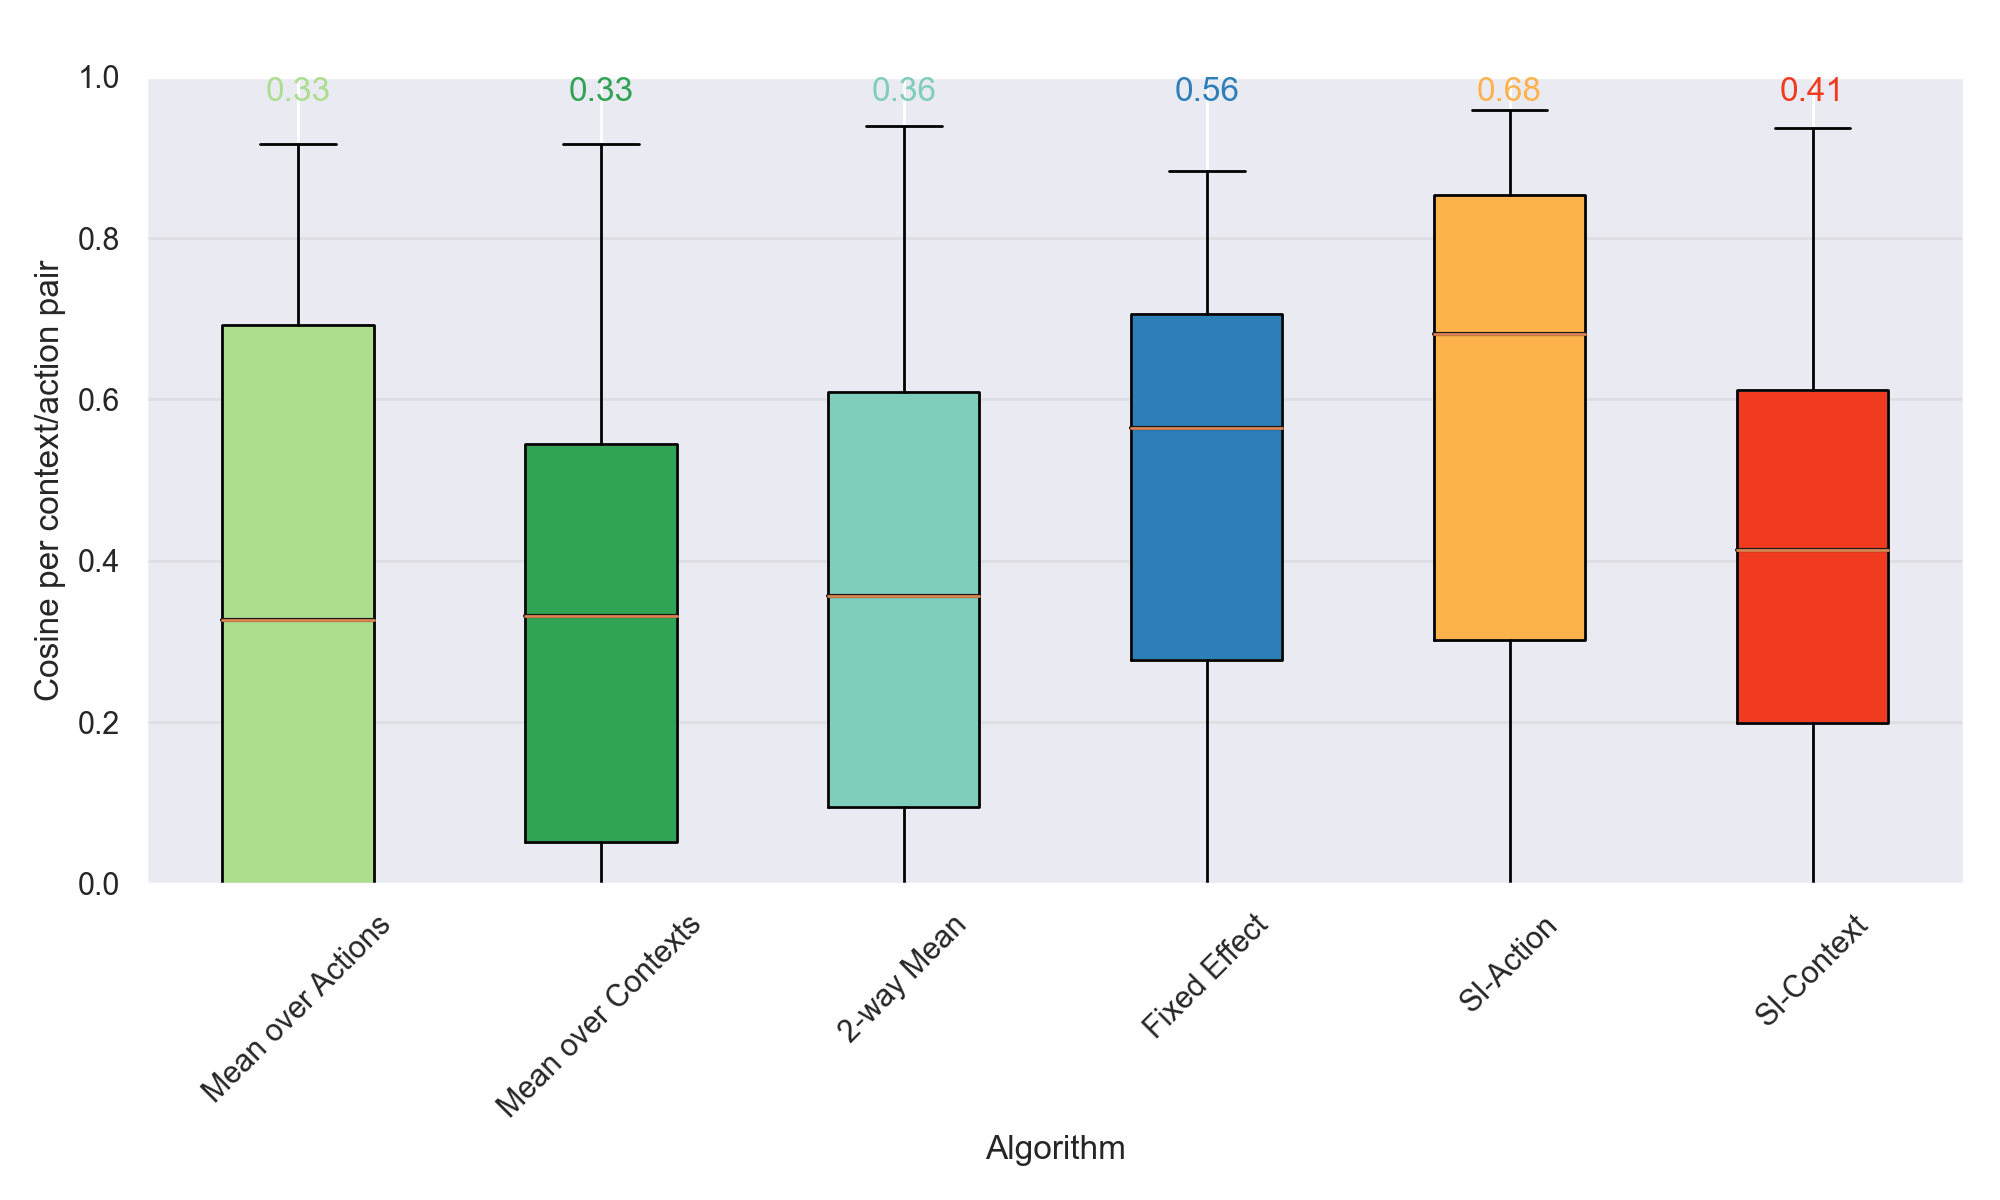 0.33 0.33 0.36 0.56 0.68 0.41
1.0
0.8
0.6
0.4
0.2
0.0
Cosine per context/action pair
Mean over Actions
Mean over Contexts
2-way Mean
Fixed Effect
SI-Action
SI-Context
Algorithm